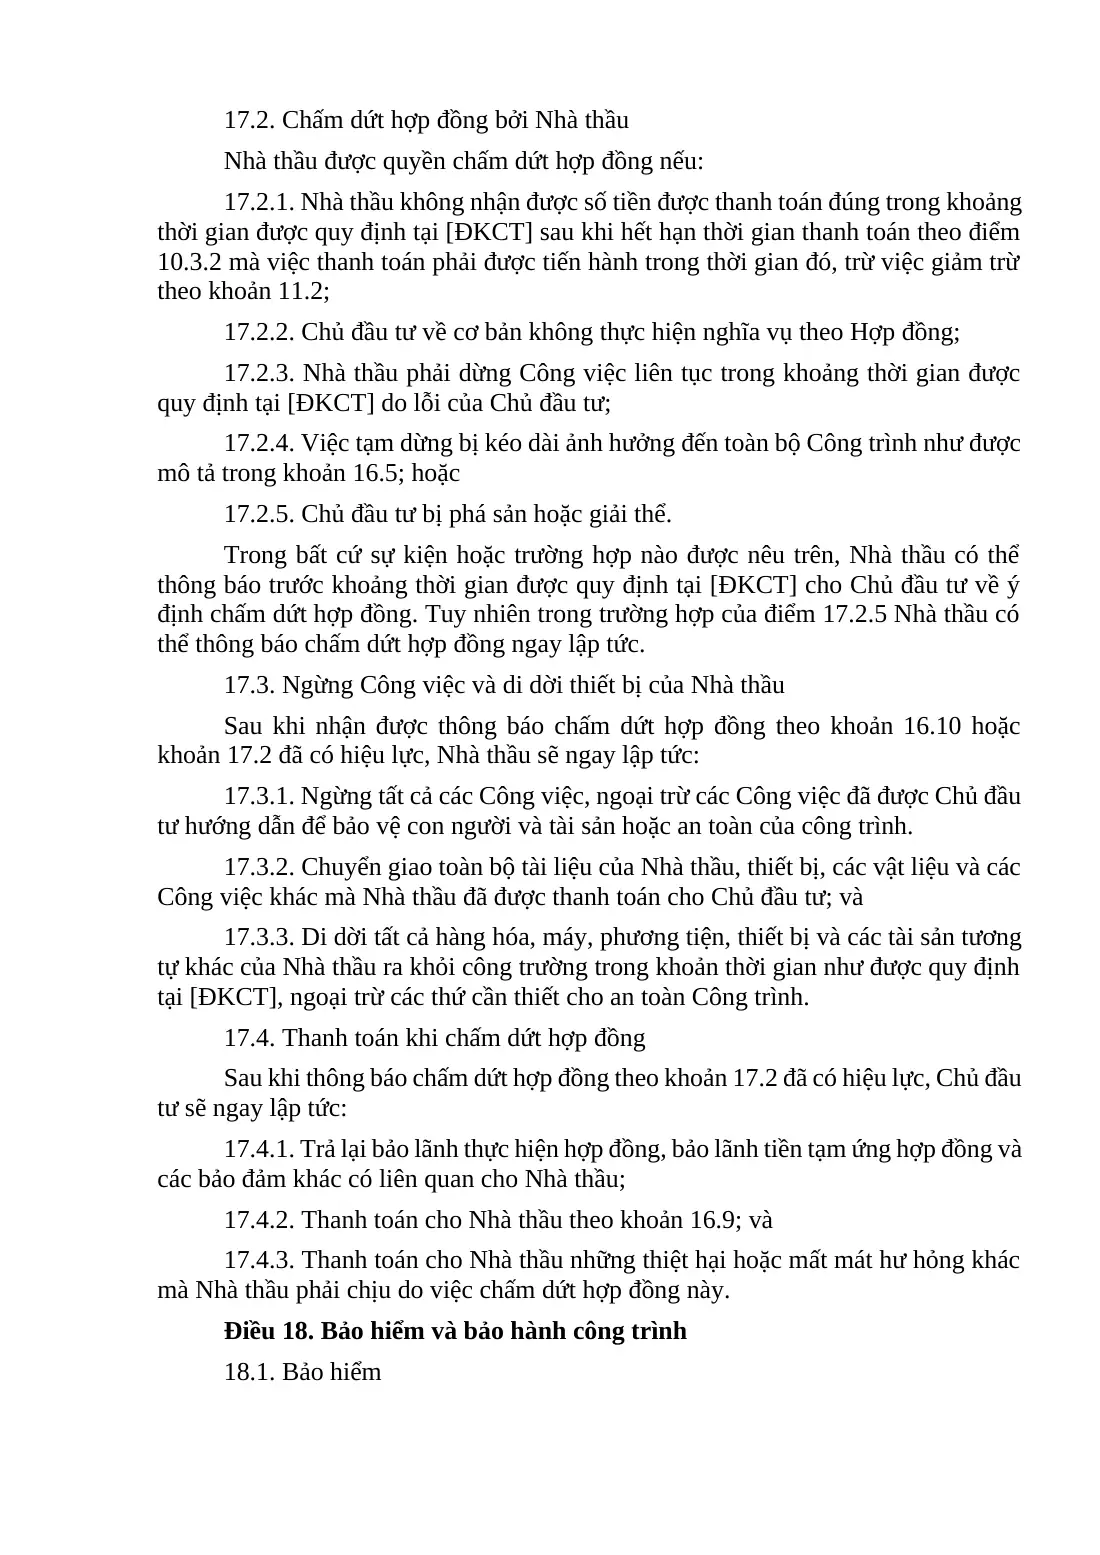 17.2. Chấm dứt hợp đồng bởi Nhà thầu
Nhà thầu được quyền chấm dứt hợp đồng nếu:
17.2.1. Nhà thầu không nhận được số tiền được thanh toán đúng trong khoảng
thời gian được quy định tại [ĐKCT] sau khi hết hạn thời gian thanh toán theo điểm
10.3.2 mà việc thanh toán phải được tiến hành trong thời gian đó, trừ việc giảm trừ
theo khoản 11.2;
17.2.2. Chủ đầu tư về cơ bản không thực hiện nghĩa vụ theo Hợp đồng;
17.2.3. Nhà thầu phải dừng Công việc liên tục trong khoảng thời gian được
quy định tại [ĐKCT] do lỗi của Chủ đầu tư;
17.2.4. Việc tạm dừng bị kéo dài ảnh hưởng đến toàn bộ Công trình như được
mô tả trong khoản 16.5; hoặc
17.2.5. Chủ đầu tư bị phá sản hoặc giải thể.
Trong bất cứ sự kiện hoặc trường hợp nào được nêu trên, Nhà thầu có thể
thông báo trước khoảng thời gian được quy định tại [ĐKCT] cho Chủ đầu tư về ý
định chấm dứt hợp đồng. Tuy nhiên trong trường hợp của điểm 17.2.5 Nhà thầu có
thể thông báo chấm dứt hợp đồng ngay lập tức.
17.3. Ngừng Công việc và di dời thiết bị của Nhà thầu
Sau khi nhận được thông báo chấm dứt hợp đồng theo khoản 16.10 hoặc
khoản 17.2 đã có hiệu lực, Nhà thầu sẽ ngay lập tức:
17.3.1. Ngừng tất cả các Công việc, ngoại trừ các Công việc đã được Chủ đầu
tư hướng dẫn để bảo vệ con người và tài sản hoặc an toàn của công trình.
17.3.2. Chuyển giao toàn bộ tài liệu của Nhà thầu, thiết bị, các vật liệu và các
Công việc khác mà Nhà thầu đã được thanh toán cho Chủ đầu tư; và
17.3.3. Di dời tất cả hàng hóa, máy, phương tiện, thiết bị và các tài sản tương
tự khác của Nhà thầu ra khỏi công trường trong khoản thời gian như được quy định
tại [ĐKCT], ngoại trừ các thứ cần thiết cho an toàn Công trình.
17.4. Thanh toán khi chấm dứt hợp đồng
Sau khi thông báo chấm dứt hợp đồng theo khoản 17.2 đã có hiệu lực, Chủ đầu
tư sẽ ngay lập tức:
17.4.1. Trả lại bảo lãnh thực hiện hợp đồng, bảo lãnh tiền tạm ứng hợp đồng và
các bảo đảm khác có liên quan cho Nhà thầu;
17.4.2. Thanh toán cho Nhà thầu theo khoản 16.9; và
17.4.3. Thanh toán cho Nhà thầu những thiệt hại hoặc mất mát hư hỏng khác
mà Nhà thầu phải chịu do việc chấm dứt hợp đồng này.
Điều 18. Bảo hiểm và bảo hành công trình
18.1. Bảo hiểm